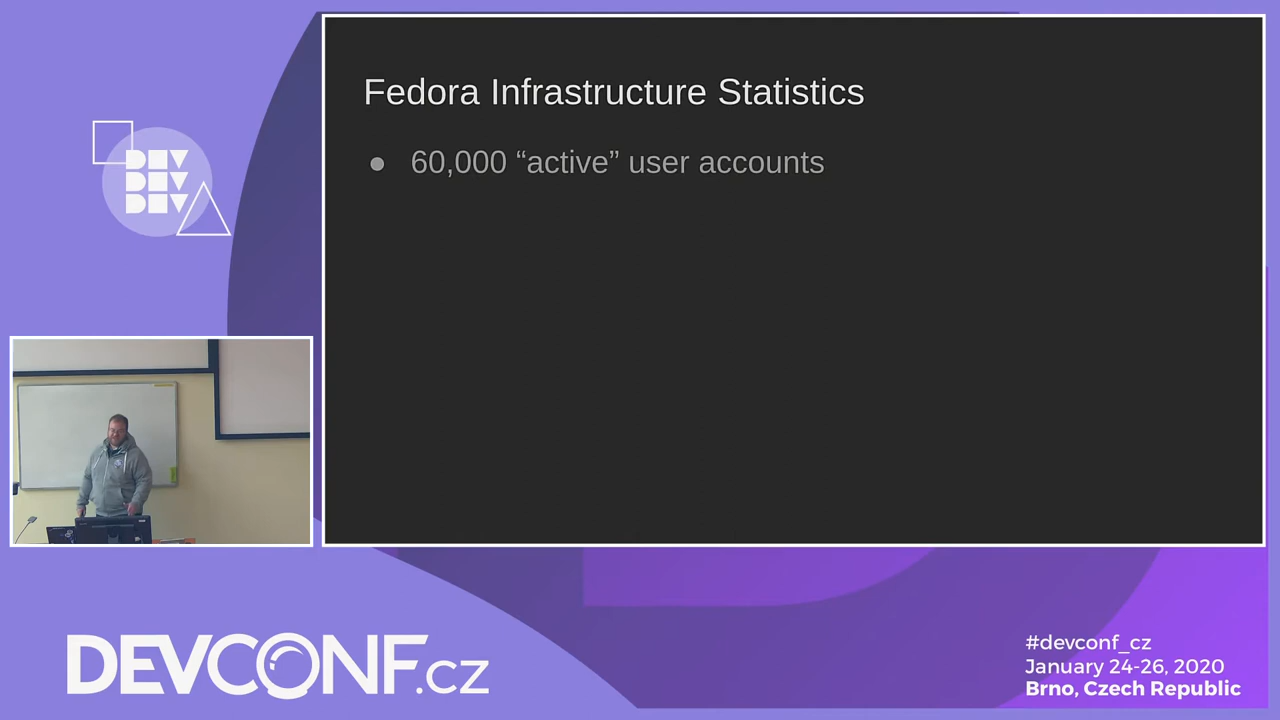 Fedora Infrastructure Statistics
● 60,000 “active” user accounts
DEV
DEV
DEV
DEVCONF.cz
#devconf_cz
January 24-26, 2020
Brno, Czech Republic